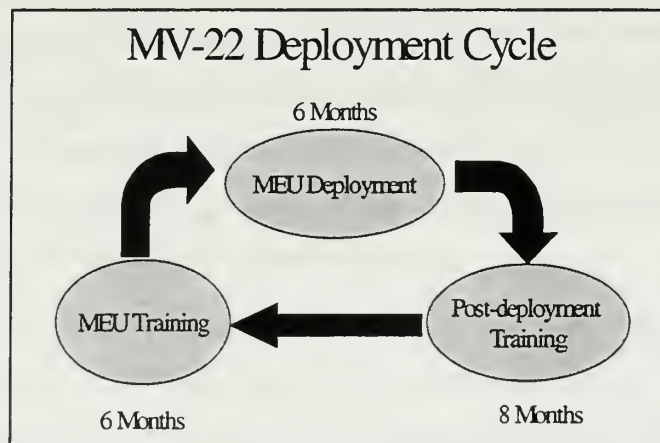 MV-22 Deployment Cycle
6 Months
MEU Deployment
MEU Training
Post-deployment
Training
6 Months
8 Months